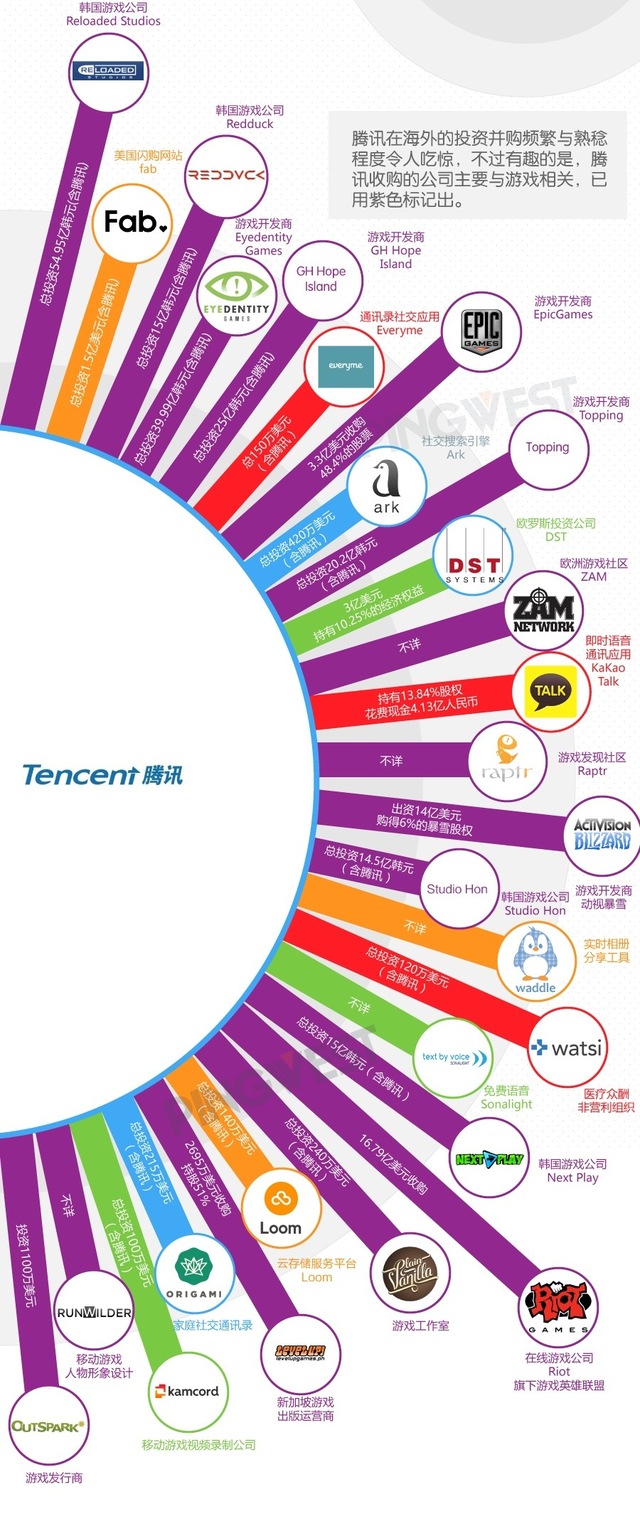 韩国游戏公司
Reloaded Studios
RELOADED
STUDIOS
总投资54.95亿韩元(含腾讯)
美国闪购网站
fab
Fab.
总投资1.5亿美元(含腾讯)
韩国游戏公司
Redduck
REDDUCK
总投资15亿韩元(含腾讯)
腾讯在海外的投资并购频繁与熟稔
程度令人吃惊，不过有趣的是，腾
讯收购的公司主要与游戏相关，已
用紫色标记出。
游戏开发商
Eyedentity
Games
EYEDENTITY
GAMES
总投资39.99亿韩元(含腾讯)
游戏开发商
GH Hope
Island
GH Hope
Island
总投资25亿韩元(含腾讯)
通讯录社交应用
Everyme
everyme
总150万美元
（含腾讯）
游戏开发商
EpicGames
EPIC
GAMES
3.3亿美元收购
48.4%的股票
PINGWEST
社交搜索引擎
Ark
ark
总投资420万美元
（含腾讯）
游戏开发商
Topping
Topping
总投资20.2亿韩元
（含腾讯）
欧罗斯投资公司
DST
DST
SYSTEMS
3亿美元
持有10.25%的经济权益
欧洲游戏社区
ZAM
ZAM
NETWORK
不详
即时语音
通讯应用
KaKao
Talk
TALK
持有13.84%股权
花费现金4.13亿人民币
Tencent 腾讯
不详
raptr
游戏发现社区
Raptr
出资14亿美元
购得6%的暴雪股权
ACTIVISION
BLIZZARD
游戏开发商
动视暴雪
总投资14.5亿韩元
（含腾讯）
Studio Hon
韩国游戏公司
Studio Hon
不详
waddle
实时相册
分享工具
总投资120万美元
（含腾讯）
watsi
医疗众酬
非营利组织
不详
text by voice
SONALIGHT
免费语音
Sonalight
总投资15亿韩元（含腾讯）
NEXT PLAY
韩国游戏公司
Next Play
16.79亿美元收购
RIOT
GAMES
在线游戏公司
Riot
旗下游戏英雄联盟
PINGWEST
总投资240万美元
（含腾讯）
Plain
Vanilla
游戏工作室
总投资140万美元
（含腾讯）
Loom
云存储服务平台
Loom
2695万美元收购
持股51%
LEVEL UP!
levelupgames.ph
新加坡游戏
出版运营商
总投资215万美元
（含腾讯）
ORIGAMI
家庭社交通讯录
总投资100万美元
（含腾讯）
kamcord
移动游戏视频录制公司
不详
RUNWILDER
移动游戏
人物形象设计
投资1100万美元
OUTSPARK
游戏发行商